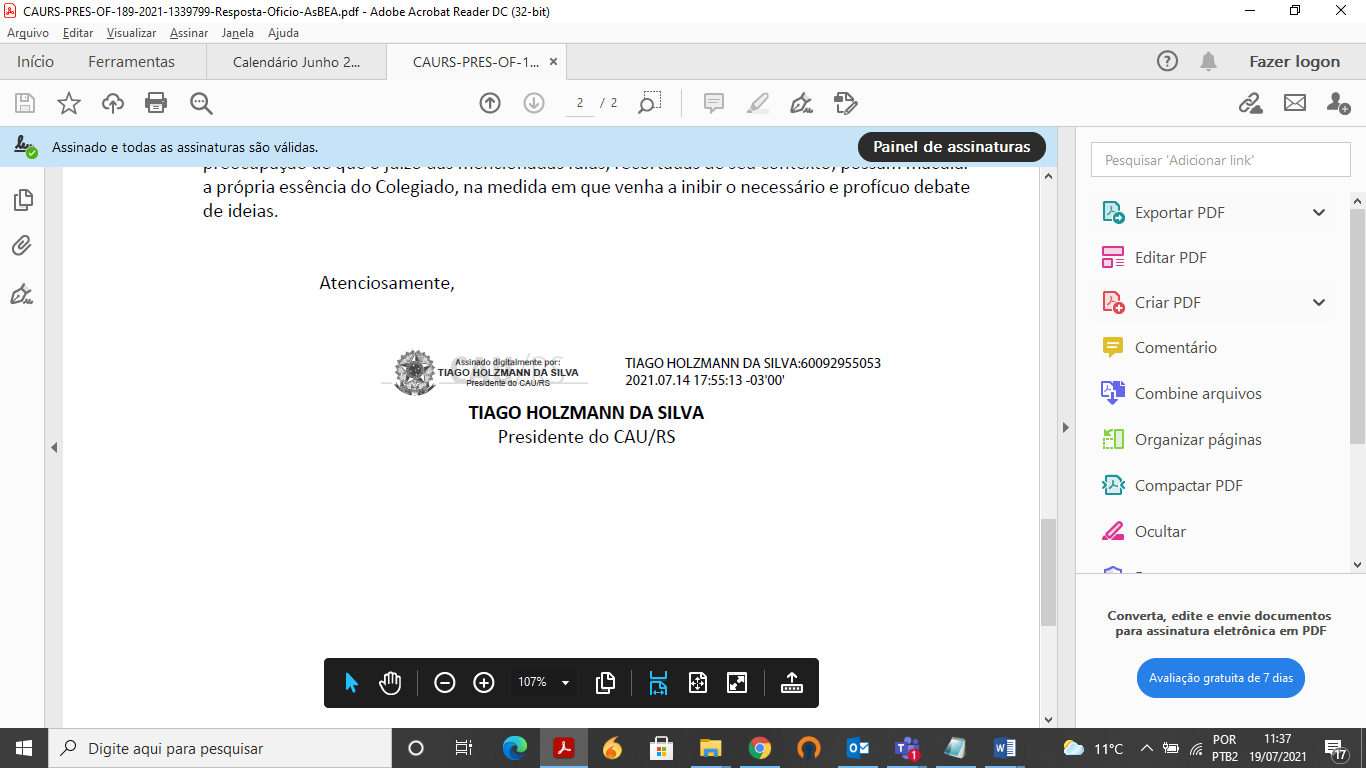 CAURS-PRES-OF-189-2021-1339799-Resposta-Oficio-AsBEA.pdf - Adobe Acrobat Reader DC (32-bit)
Arquivo Editar Visualizar Assinar Janela Ajuda
Início Ferramentas Calendário Junho 2... CAURS-PRES-OF-1... × Fazer logon
2 / 2
Assinado e todas as assinaturas são válidas. Painel de assinaturas
a própria essência do Colegiado, na medida em que venha a inibir o necessário e profícuo debate
de ideias.
Atenciosamente,
CAU/RS
Assinado digitalmente por:
TIAGO HOLZMANN DA SILVA
Presidente do CAU/RS
TIAGO HOLZMANN DA SILVA:60092955053
2021.07.14 17:55:13 -03'00'
TIAGO HOLZMANN DA SILVA
Presidente do CAU/RS
107%
Pesquisar 'Adicionar link'
Exportar PDF
Editar PDF
Criar PDF
Comentário
Combine arquivos
Organizar páginas
Compactar PDF
Ocultar
Converta, edite e envie documentos
para assinatura eletrônica em PDF
Avaliação gratuita de 7 dias
Digite aqui para pesquisar
1
11°C
POR
PTB2
11:37
19/07/2021
17